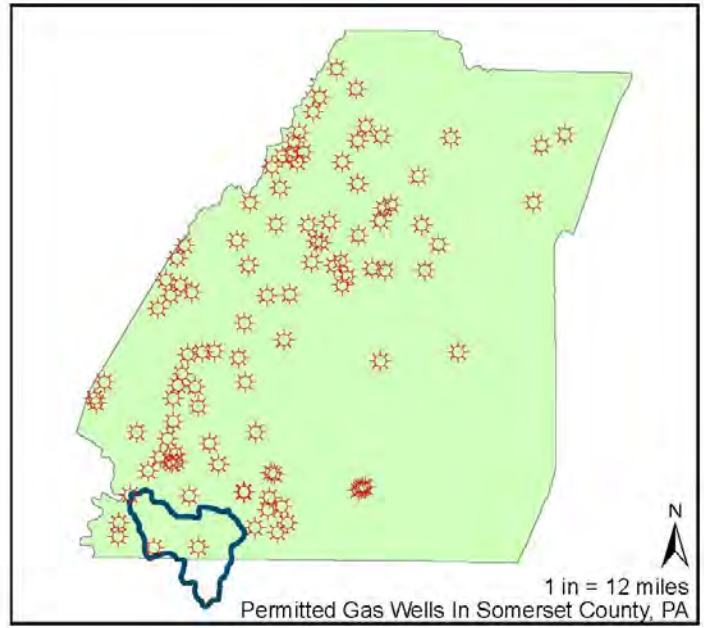 N
1 in = 12 miles
Permitted Gas Wells In Somerset County, PA